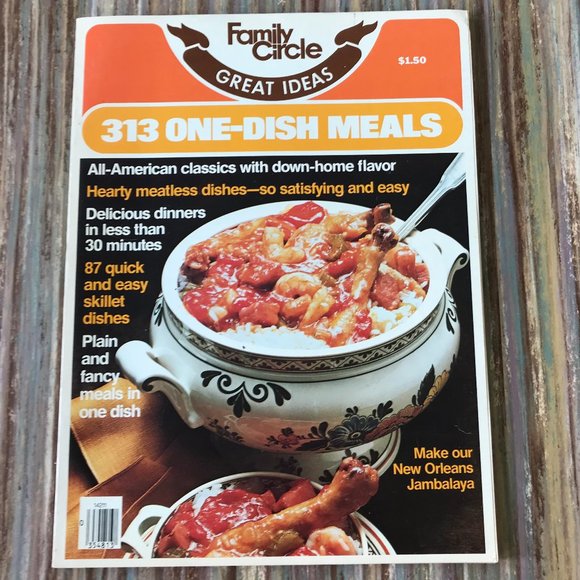 Family
Circle
GREAT IDEAS
$1.50
313 ONE-DISH MEALS
All-American classics with down-home flavor
Hearty meatless dishes—so satisfying and easy
Delicious dinners
in less than
30 minutes
87 quick
and easy
skillet
dishes
Plain
and
fancy
meals in
one dish
Make our
New Orleans
Jambalaya
0